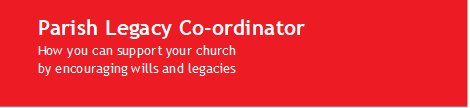 Parish Legacy Co-ordinator
How you can support your church
by encouraging wills and legacies